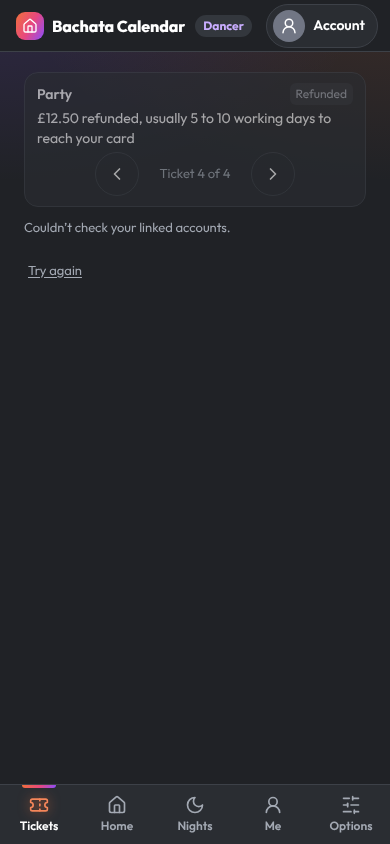 Bachata Calendar
Dancer
Account
Party
Refunded
£12.50 refunded, usually 5 to 10 working days to
reach your card
Ticket 4 of 4
Couldn't check your linked accounts.
Try again
Tickets
Home
Nights
Me
Options